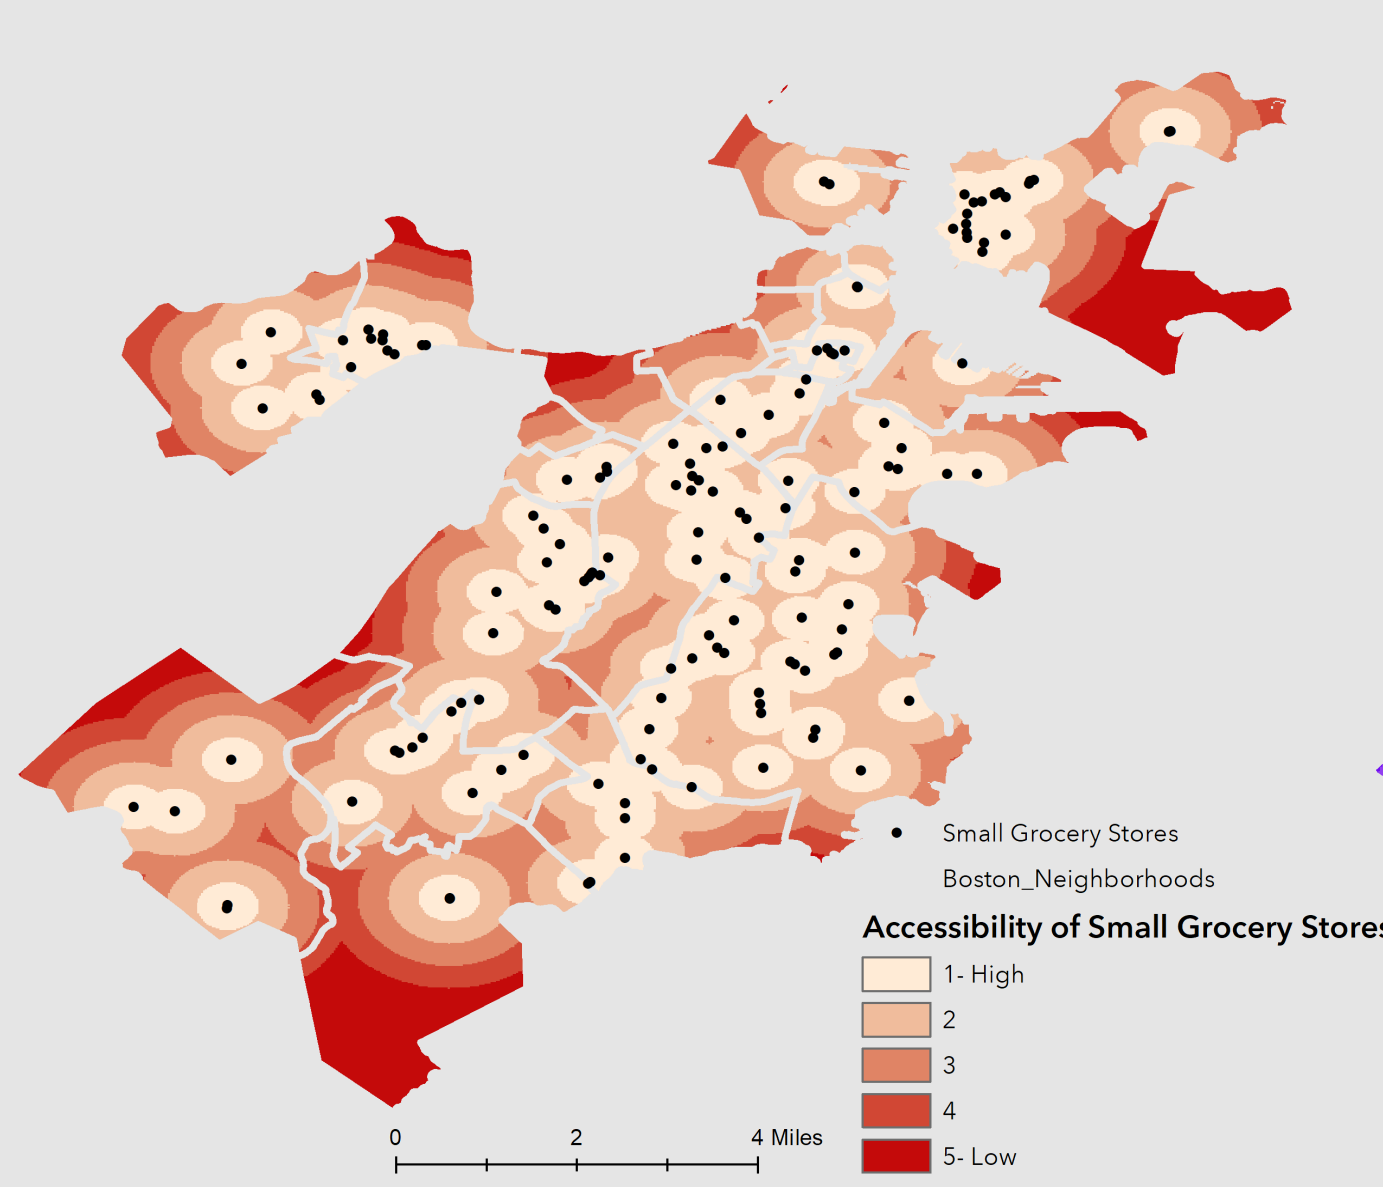 Small Grocery Stores
Boston_Neighborhoods
Accessibility of Small Grocery Stores
1- High
2
3
4
5- Low
0 2 4 Miles